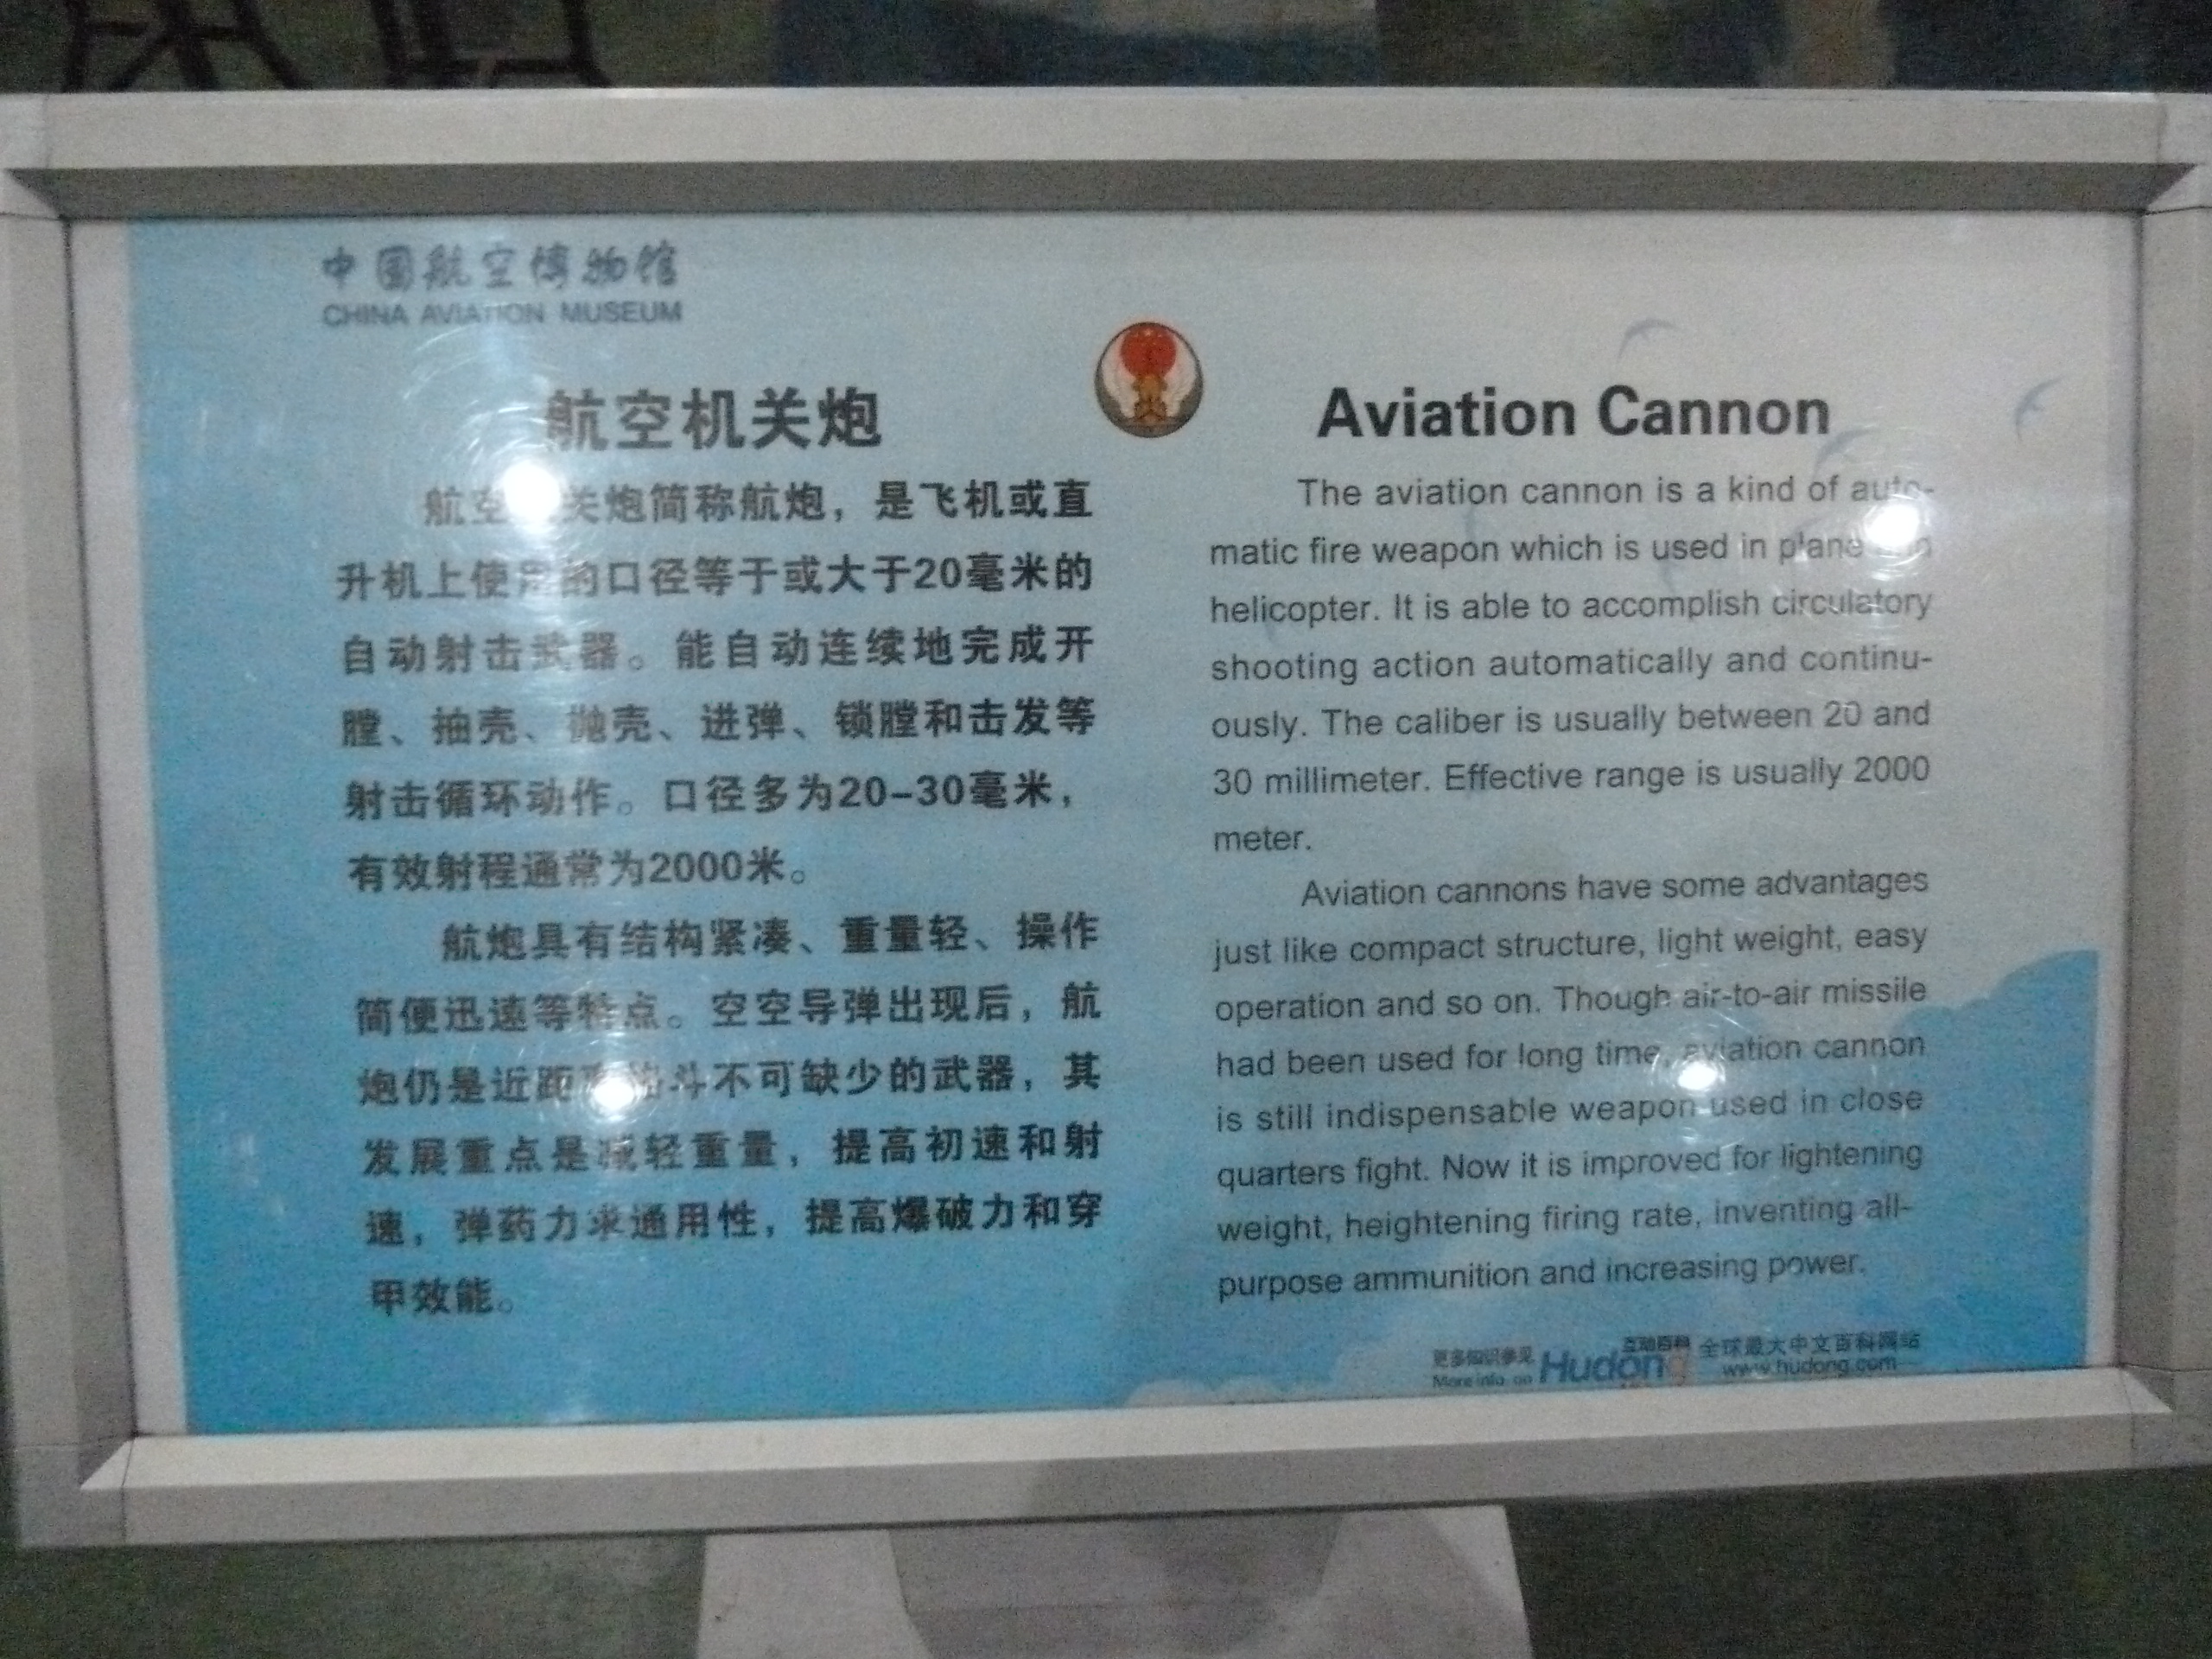 中国航空博物馆
CHINA AVIATION MUSEUM
航空机关炮
航空关炮简称航炮，是飞机或直
升机上使用的口径等于或大于20毫米的
自动射击武器。能自动连续地完成开
膛、抽壳、抛壳、进弹、锁膛和击发等
射击循环动作。口径多为20-30毫米，
有效射程通常为2000米。
航炮具有结构紧凑、重量轻、操作
简便迅速等特点。空空导弹出现后，航
炮仍是近距格斗不可缺少的武器，其
发展重点是减轻重量，提高初速和射
速，弹药力求通用性，提高爆破力和穿
甲效能。
Aviation Cannon
The aviation cannon is a kind of auto-
matic fire weapon which is used in plane
helicopter. It is able to accomplish circulatory
shooting action automatically and continu-
ously. The caliber is usually between 20 and
30 millimeter. Effective range is usually 2000
meter.
Aviation cannons have some advantages
just like compact structure, light weight, easy
operation and so on. Though air-to-air missile
had been used for long time, aviation cannon
is still indispensable weapon used in close
quarters fight. Now it is improved for lightening
weight, heightening firing rate, inventing all-
purpose ammunition and increasing power.
更多知识参见 Hudong 互动百科 全球最大中文百科网站
More info on www.hudong.com